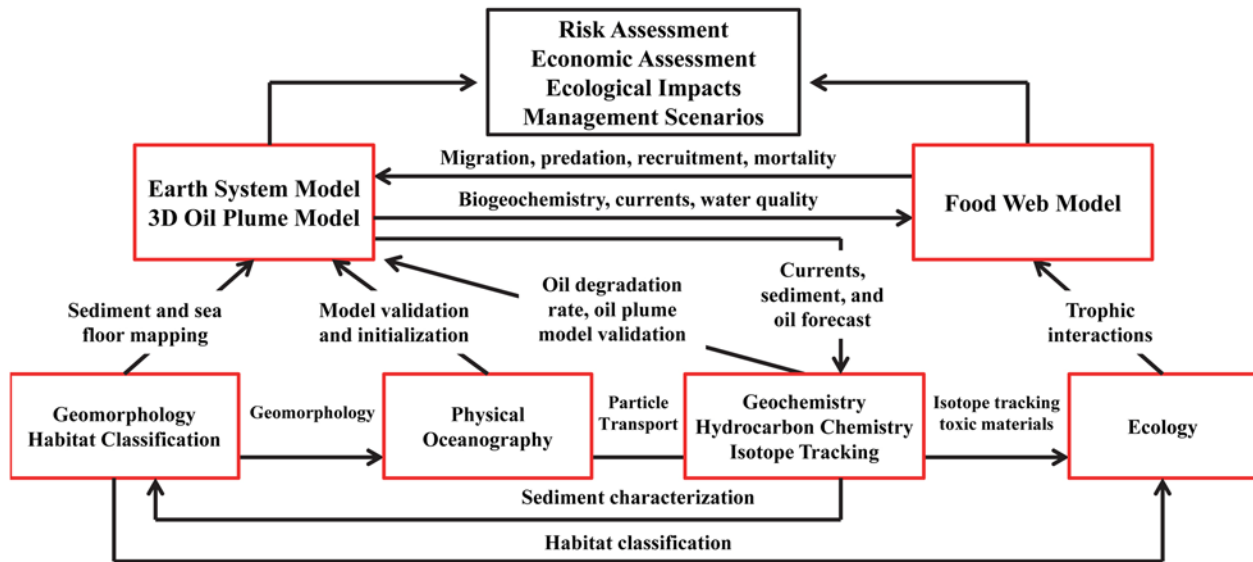 Risk Assessment
Economic Assessment
Ecological Impacts
Management Scenarios
Migration, predation, recruitment, mortality
Earth System Model
3D Oil Plume Model
Biogeochemistry, currents, water quality
Food Web Model
Sediment and sea
floor mapping
Model validation
and initialization
Oil degradation
rate, oil plume
model validation
Currents,
sediment, and
oil forecast
Trophic
interactions
Geomorphology
Habitat Classification
Geomorphology
Physical
Oceanography
Particle
Transport
Geochemistry
Hydrocarbon Chemistry
Isotope Tracking
Isotope tracking
toxic materials
Ecology
Sediment characterization
Habitat classification